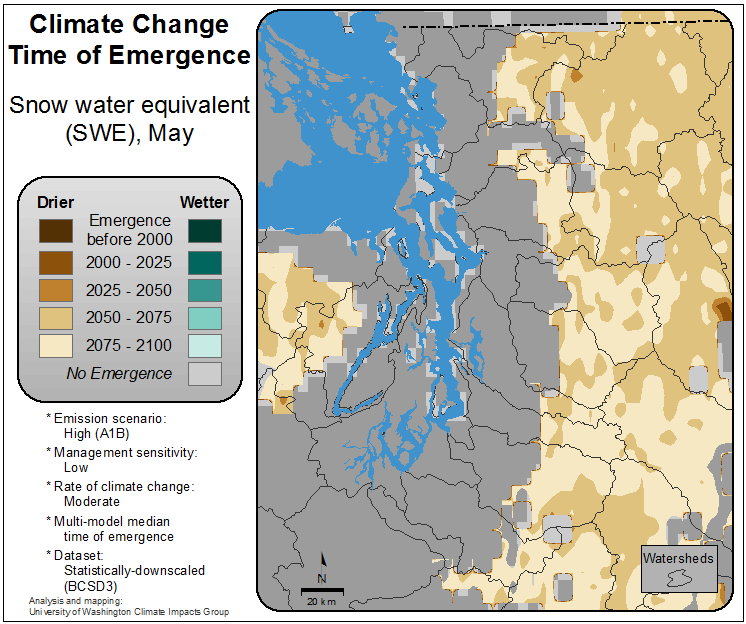 Climate Change
Time of Emergence
Snow water equivalent
(SWE), May
Drier
Wetter
Emergence
before 2000
2000 - 2025
2025 - 2050
2050 - 2075
2075 - 2100
No Emergence
* Emission scenario:
High (A1B)
* Management sensitivity:
Low
* Rate of climate change:
Moderate
* Multi-model median
time of emergence
* Dataset:
Statistically-downscaled
(BCSD3)
Analysis and mapping:
University of Washington Climate Impacts Group
N
20 km
Watersheds